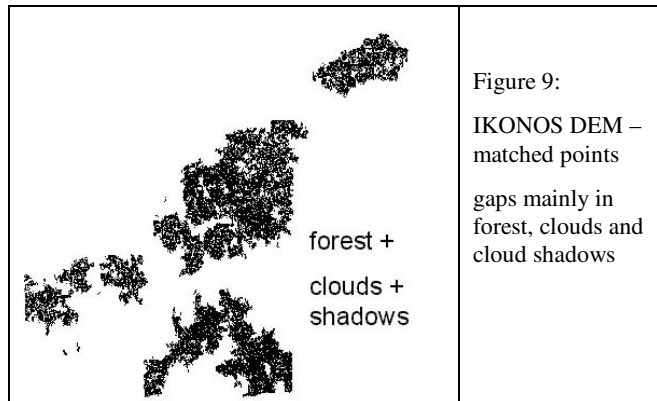 forest +
clouds +
shadows
Figure 9:
IKONOS DEM –
matched points
gaps mainly in
forest, clouds and
cloud shadows